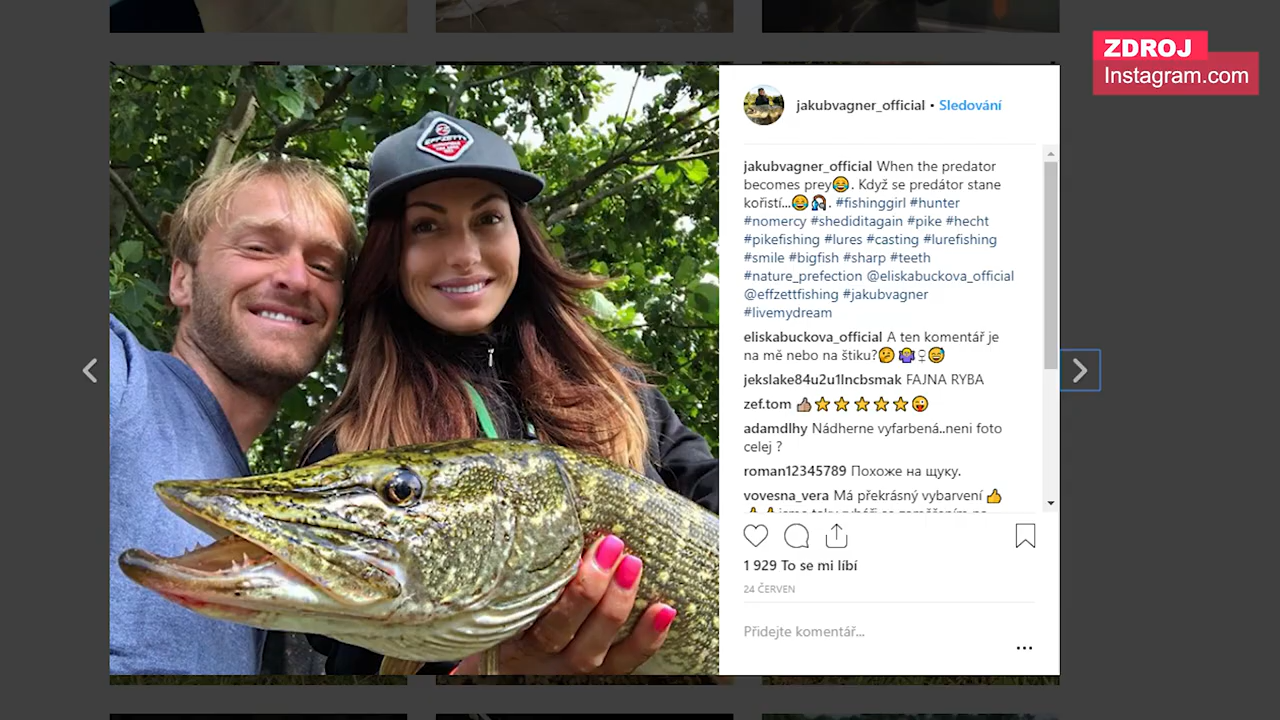 ZDROJ
Instagram.com
EFFZETT
jakubvagner_official • Sledování
jakubvagner_official When the predator
becomes prey😂. Když se predátor stane
kořistí...😂🤦. #fishinggirl #hunter
#nomercy #shediditagain #pike #hecht
#pikefishing #lures #casting #lurefishing
#smile #bigfish #sharp #teeth
#nature_prefection @eliskabuckova_official
@effzettfishing #jakubvagner
#livemydream
eliskabuckova_official A ten komentář je
na mě nebo na štiku?🤔🤷♀😅
jekslake84u2u1lncbsmak FAJNA RYBA
zef.tom 👍⭐⭐⭐⭐⭐😜
adamdlhy Nádherne vyfarbená..neni foto
celej ?
roman12345789 Похоже на щуку.
vovesna_vera Má překrásný vybarvení 👍
1 929 To se mi líbí
24 ČERVEN
Přidejte komentář...